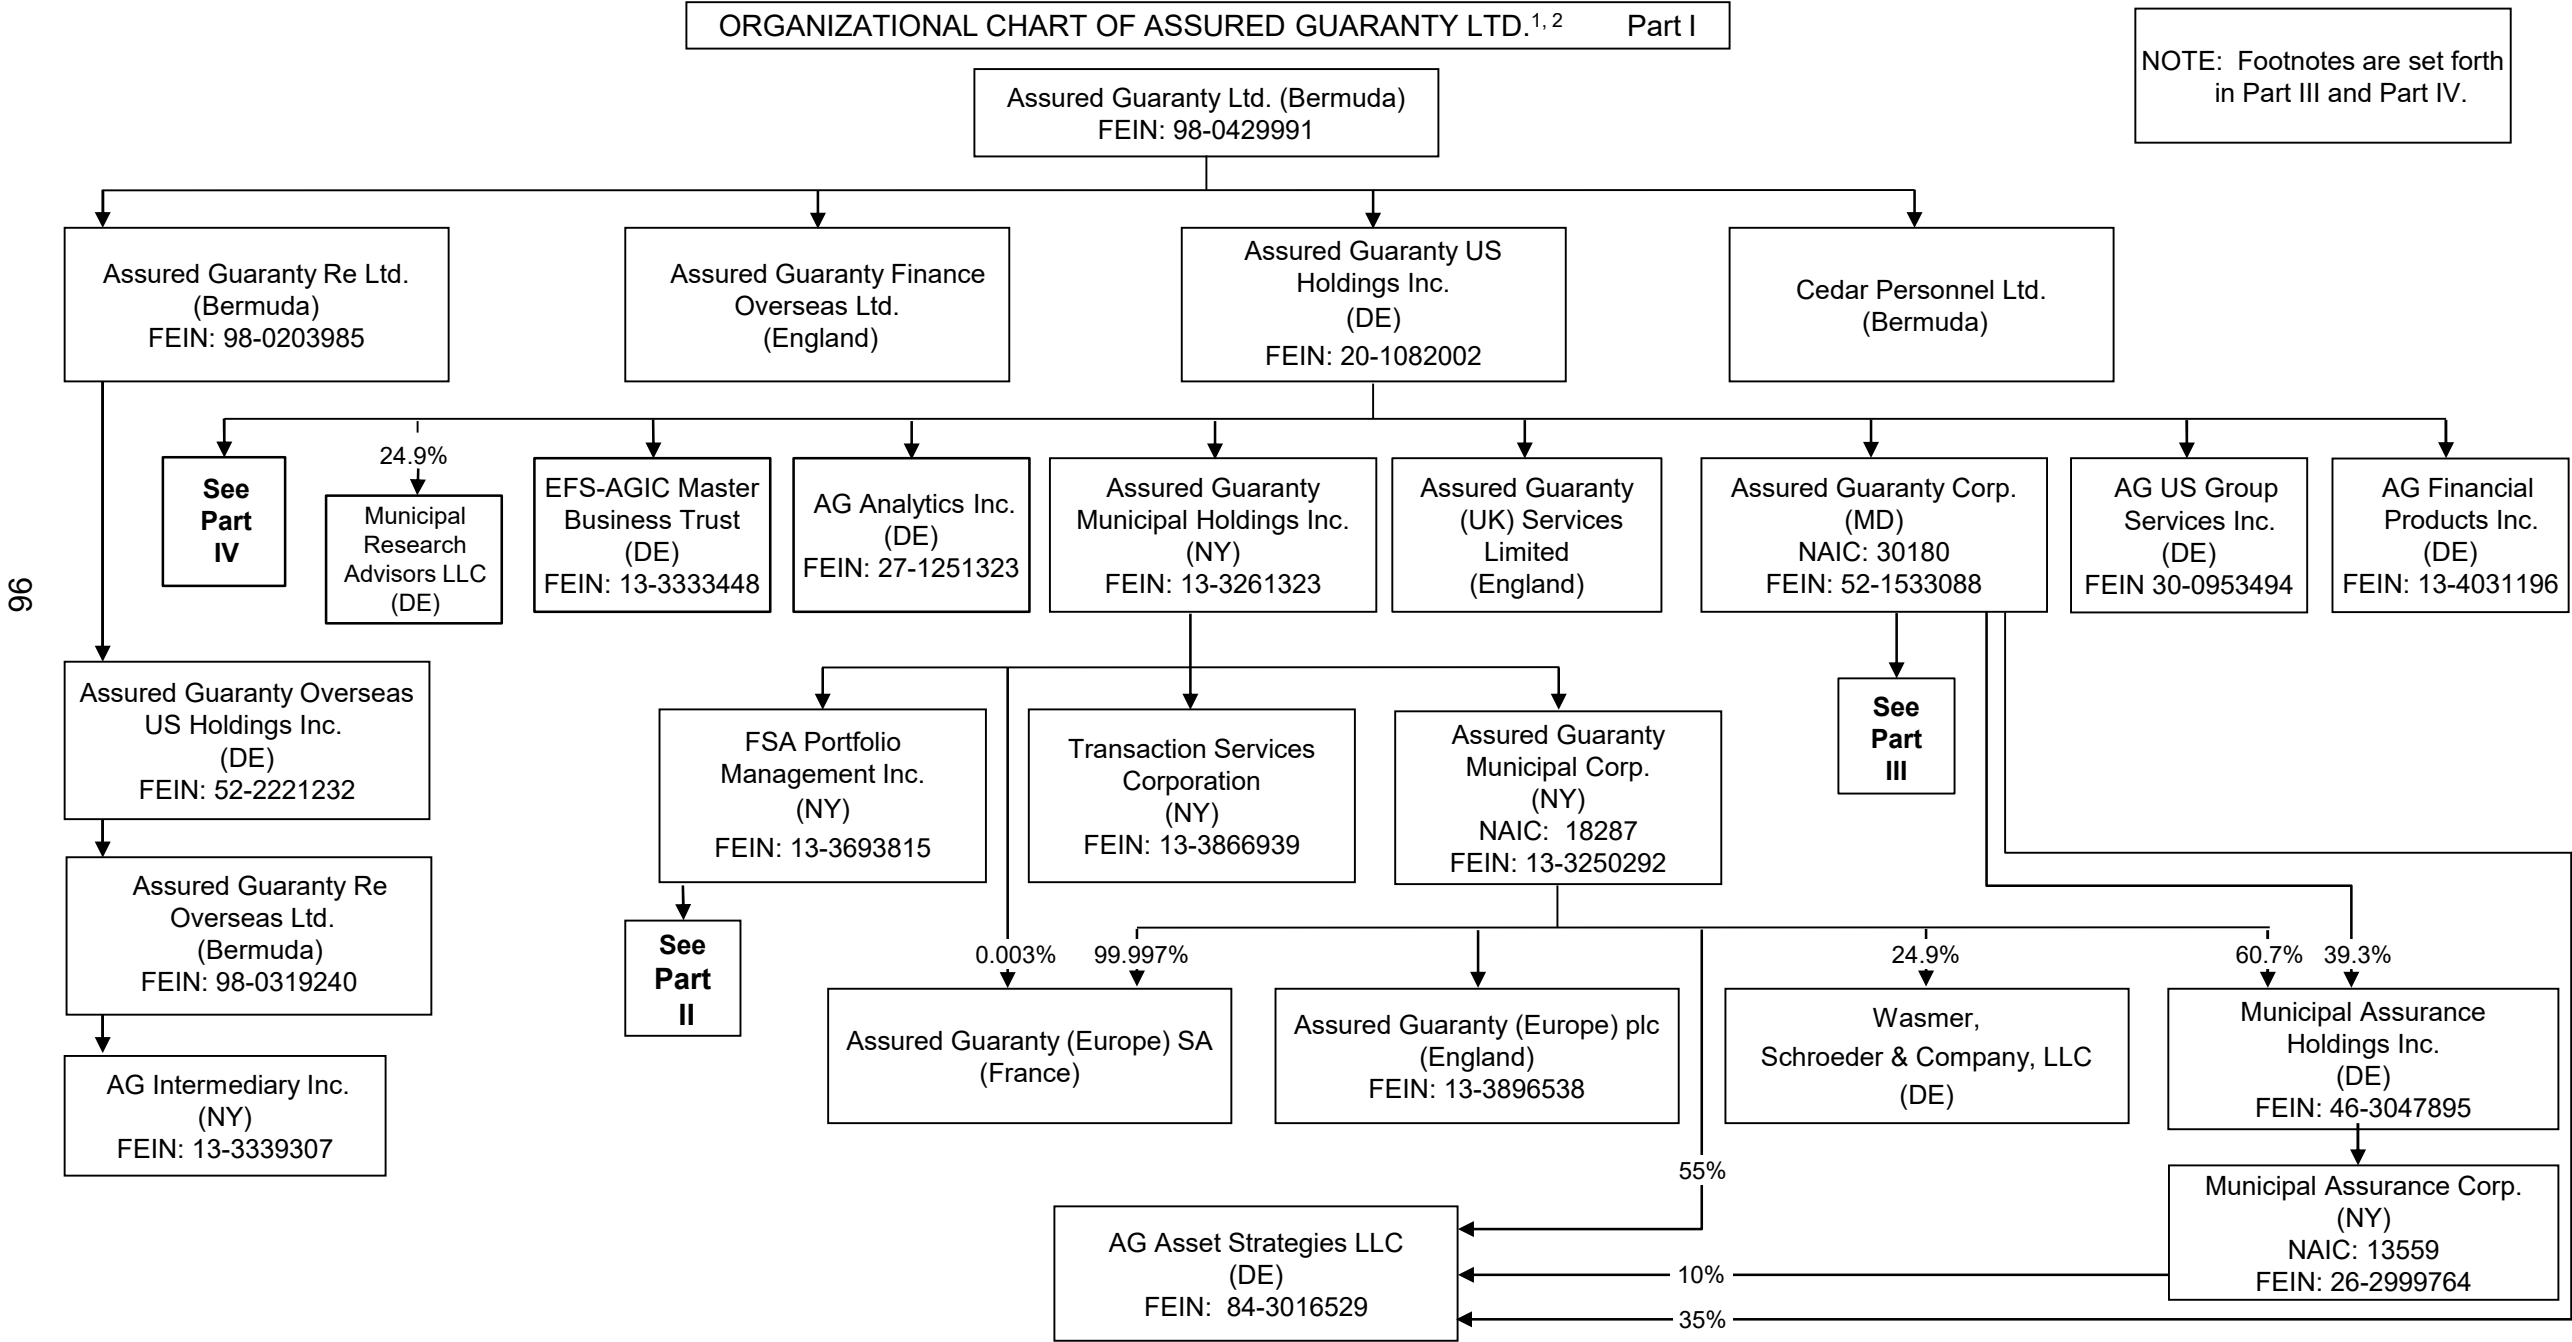 ORGANIZATIONAL CHART OF ASSURED GUARANTY LTD.1, 2 Part I
NOTE: Footnotes are set forth
in Part III and Part IV.
Assured Guaranty Ltd. (Bermuda)
FEIN: 98-0429991
Assured Guaranty Re Ltd.
(Bermuda)
FEIN: 98-0203985
Assured Guaranty Finance
Overseas Ltd.
(England)
Assured Guaranty US
Holdings Inc.
(DE)
FEIN: 20-1082002
Cedar Personnel Ltd.
(Bermuda)
See
Part
IV
24.9%
Municipal
Research
Advisors LLC
(DE)
EFS-AGIC Master
Business Trust
(DE)
FEIN: 13-3333448
AG Analytics Inc.
(DE)
FEIN: 27-1251323
Assured Guaranty
Municipal Holdings Inc.
(NY)
FEIN: 13-3261323
Assured Guaranty
(UK) Services
Limited
(England)
Assured Guaranty Corp.
(MD)
NAIC: 30180
FEIN: 52-1533088
AG US Group
Services Inc.
(DE)
FEIN 30-0953494
AG Financial
Products Inc.
(DE)
FEIN: 13-4031196
96
Assured Guaranty Overseas
US Holdings Inc.
(DE)
FEIN: 52-2221232
FSA Portfolio
Management Inc.
(NY)
FEIN: 13-3693815
Transaction Services
Corporation
(NY)
FEIN: 13-3866939
Assured Guaranty
Municipal Corp.
(NY)
NAIC: 18287
FEIN: 13-3250292
See
Part
III
Assured Guaranty Re
Overseas Ltd.
(Bermuda)
FEIN: 98-0319240
See
Part
II
0.003%
99.997%
24.9%
60.7%
39.3%
Assured Guaranty (Europe) SA
(France)
Assured Guaranty (Europe) plc
(England)
FEIN: 13-3896538
Wasmer,
Schroeder & Company, LLC
(DE)
Municipal Assurance
Holdings Inc.
(DE)
FEIN: 46-3047895
AG Intermediary Inc.
(NY)
FEIN: 13-3339307
55%
AG Asset Strategies LLC
(DE)
FEIN: 84-3016529
10%
35%
Municipal Assurance Corp.
(NY)
NAIC: 13559
FEIN: 26-2999764